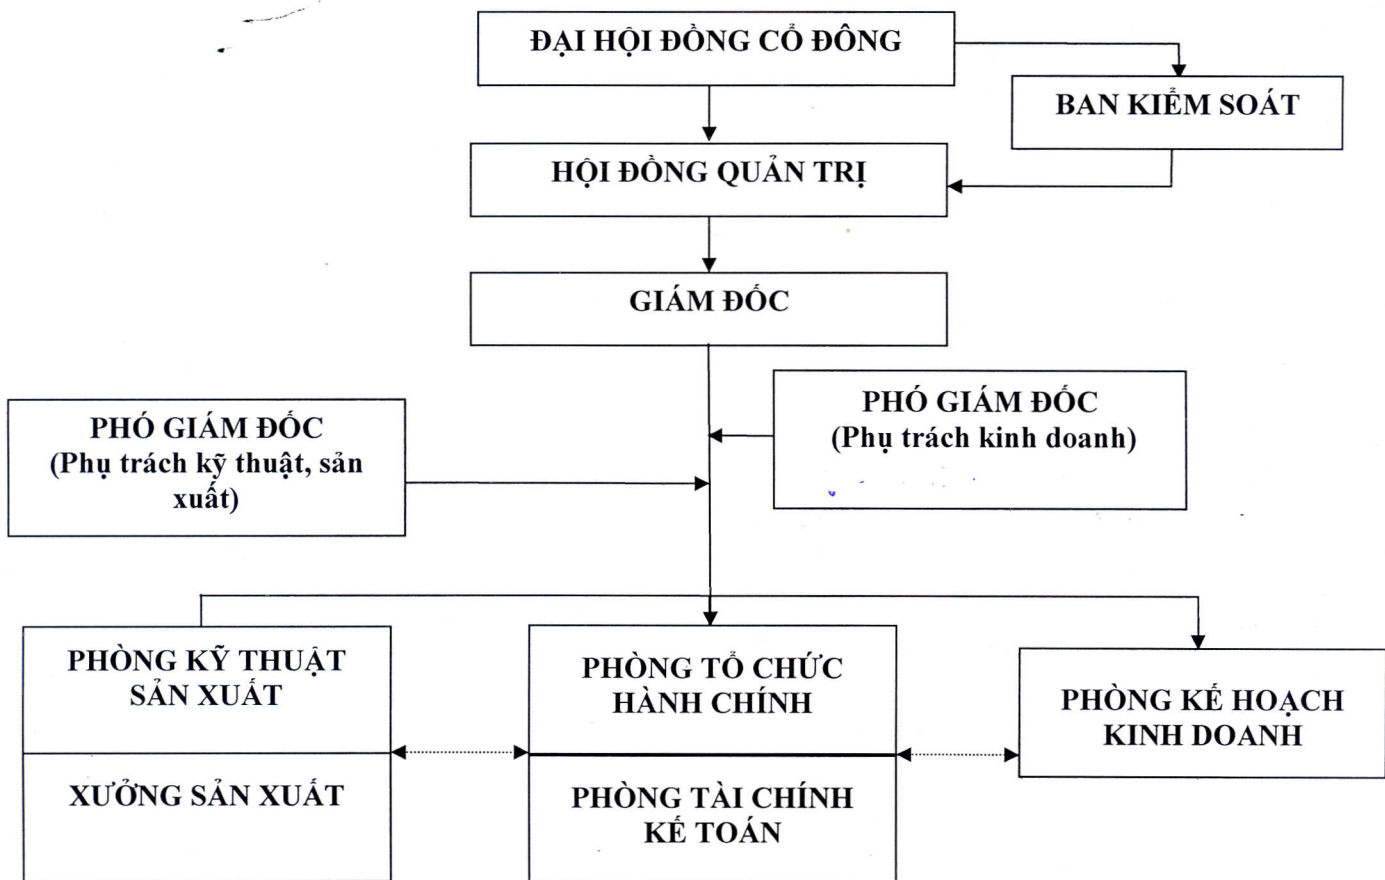 ĐẠI HỘI ĐỒNG CỔ ĐÔNG
BAN KIỂM SOÁT
HỘI ĐỒNG QUẢN TRỊ
GIÁM ĐỐC
PHÓ GIÁM ĐỐC
(Phụ trách kinh doanh)
PHÓ GIÁM ĐỐC
(Phụ trách kỹ thuật, sản
xuất)
PHÒNG KỸ THUẬT
SẢN XUẤT
XƯỞNG SẢN XUẤT
PHÒNG TỔ CHỨC
HÀNH CHÍNH
PHÒNG TÀI CHÍNH
KẾ TOÁN
PHÒNG KẾ HOẠCH
KINH DOANH